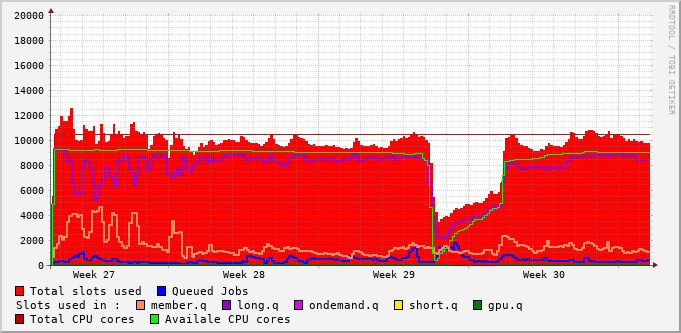 RRDTOOL / TOBI OETIKER
20000
18000
16000
14000
12000
10000
8000
6000
4000
2000
0
Week 27 Week 28 Week 29 Week 30
Total slots used Queued Jobs
Slots used in : member.q long.q ondemand.q short.q gpu.q
Total CPU cores Availale CPU cores